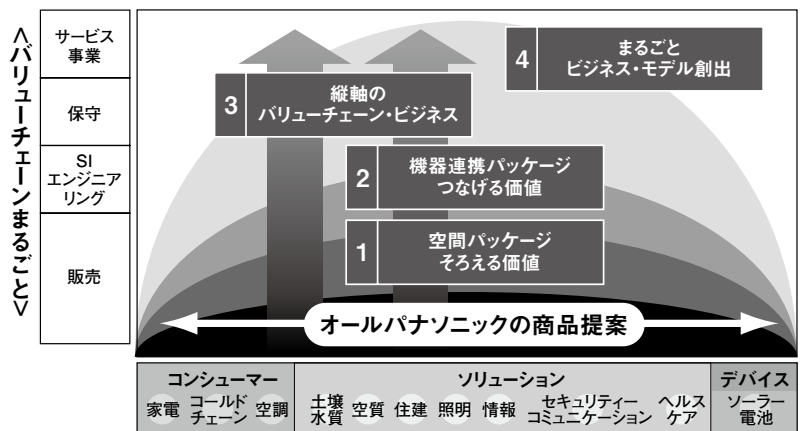 <バリューチェーンまるごと>
サービス
事業
保守
SI
エンジニア
リング
販売
4
まるごと
ビジネス・モデル創出
3
縦軸の
バリューチェーン・ビジネス
2
機器連携パッケージ
つなげる価値
1
空間パッケージ
そろえる価値
オールパナソニックの商品提案
コンシューマー
家電
コールド
チェーン
空調
ソリューション
土壌
水質
空質
住建
照明
情報
セキュリティー
コミュニケーション
ヘルス
ケア
デバイス
ソーラー
電池